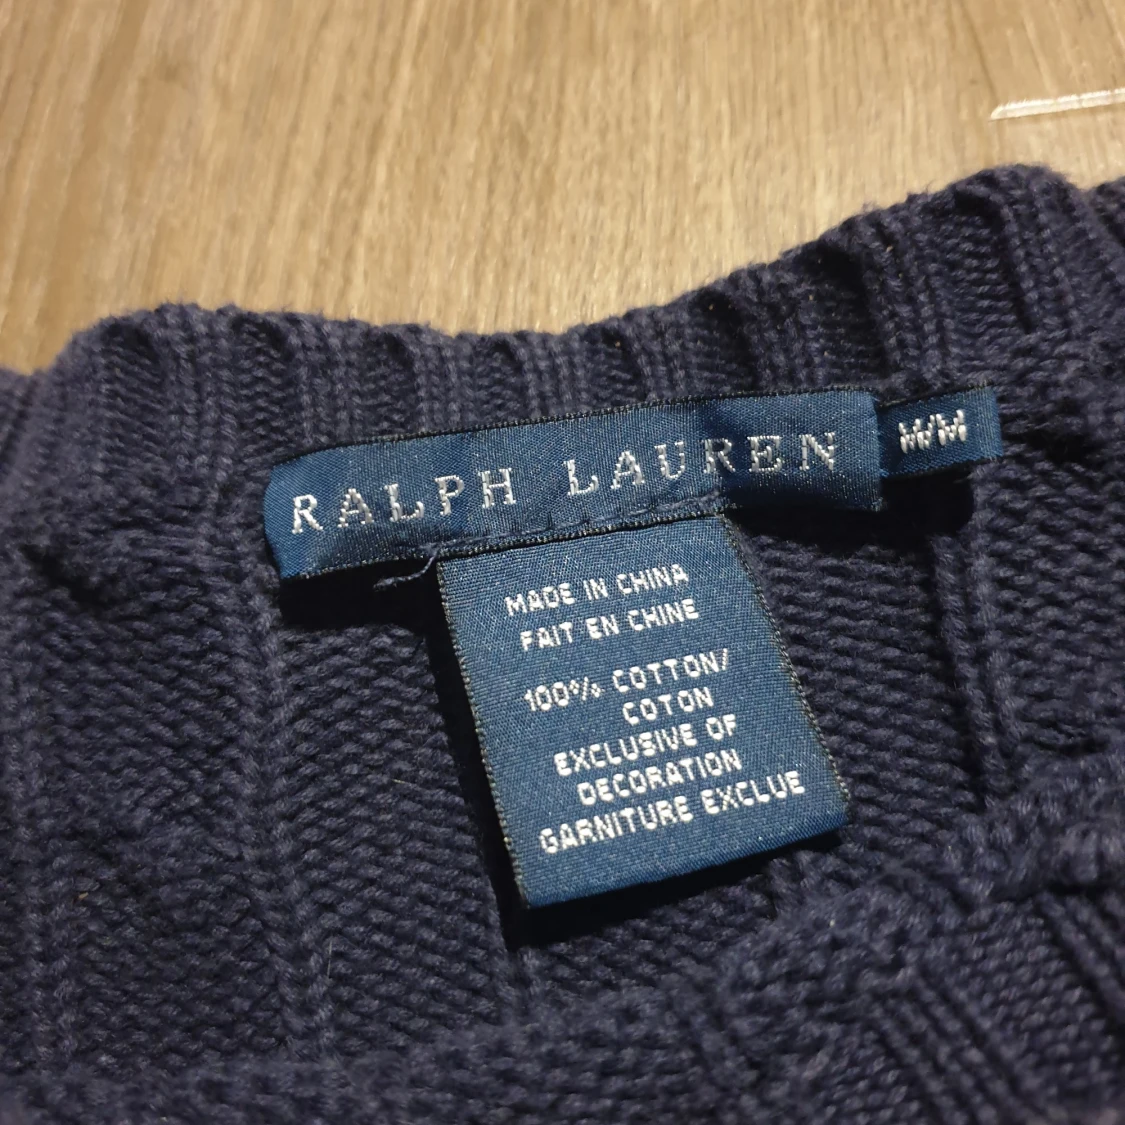 RALPH LAUREN
M/M
MADE IN CHINA
FAIT EN CHINE
100% COTTON/
COTON
EXCLUSIVE OF
DECORATION
GARNITURE EXCLUE